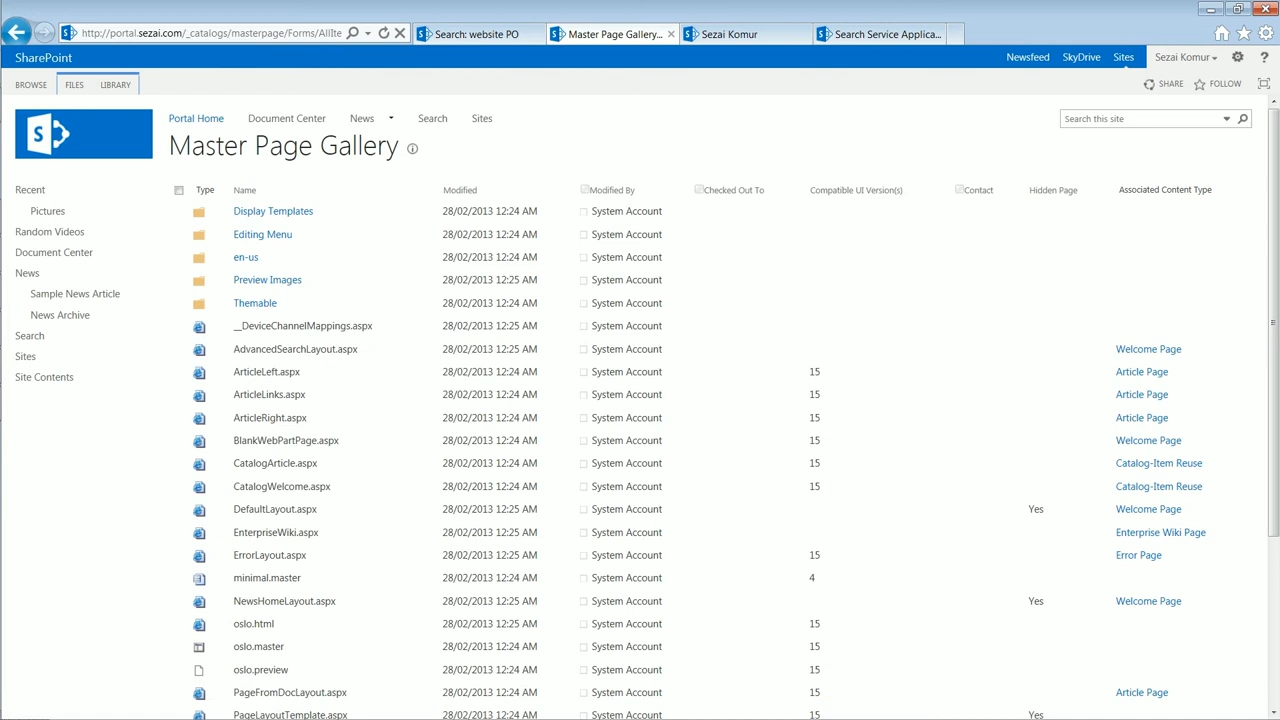 http://portal.sezai.com/_catalogs/masterpage/Forms/AllIte
Search: website PO
Master Page Gallery...
Sezai Komur
Search Service Applica...
SharePoint
Newsfeed SkyDrive Sites Sezai Komur
BROWSE FILES LIBRARY
SHARE FOLLOW
Portal Home Document Center News Search Sites
Search this site
Master Page Gallery
Recent
Pictures
Random Videos
Document Center
News
Sample News Article
News Archive
Search
Sites
Site Contents
Type Name Modified Modified By Checked Out To Compatible UI Version(s) Contact Hidden Page Associated Content Type
Display Templates 28/02/2013 12:24 AM System Account
Editing Menu 28/02/2013 12:24 AM System Account
en-us 28/02/2013 12:24 AM System Account
Preview Images 28/02/2013 12:25 AM System Account
Themable 28/02/2013 12:24 AM System Account
__DeviceChannelMappings.aspx 28/02/2013 12:25 AM System Account
AdvancedSearchLayout.aspx 28/02/2013 12:25 AM System Account Welcome Page
ArticleLeft.aspx 28/02/2013 12:24 AM System Account 15 Article Page
ArticleLinks.aspx 28/02/2013 12:24 AM System Account 15 Article Page
ArticleRight.aspx 28/02/2013 12:24 AM System Account 15 Article Page
BlankWebPartPage.aspx 28/02/2013 12:24 AM System Account 15 Welcome Page
CatalogArticle.aspx 28/02/2013 12:24 AM System Account 15 Catalog-Item Reuse
CatalogWelcome.aspx 28/02/2013 12:24 AM System Account 15 Catalog-Item Reuse
DefaultLayout.aspx 28/02/2013 12:25 AM System Account Yes Welcome Page
EnterpriseWiki.aspx 28/02/2013 12:24 AM System Account Enterprise Wiki Page
ErrorLayout.aspx 28/02/2013 12:24 AM System Account 15 Error Page
minimal.master 28/02/2013 12:24 AM System Account 4
NewsHomeLayout.aspx 28/02/2013 12:25 AM System Account Yes Welcome Page
oslo.html 28/02/2013 12:25 AM System Account 15
oslo.master 28/02/2013 12:24 AM System Account 15
oslo.preview 28/02/2013 12:24 AM System Account 15
PageFromDocLayout.aspx 28/02/2013 12:24 AM System Account 15 Article Page
PageLayoutTemplate.aspx 28/02/2013 12:24 AM System Account 15 Yes